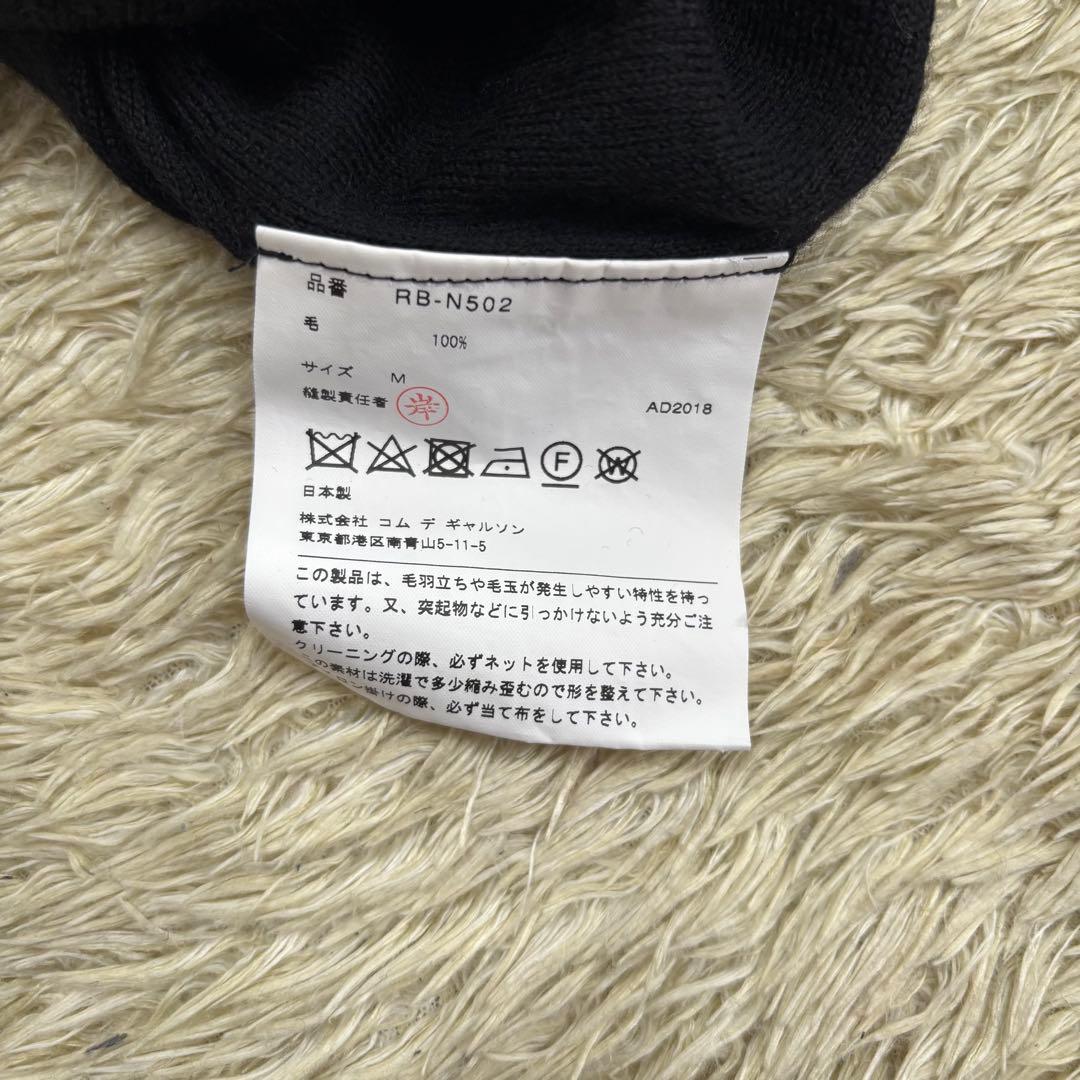 品番 RB-N502
毛 100%
サイズ M
縫製責任者 岸 AD2018
F W
日本製
株式会社 コム デ ギャルソン
東京都港区南青山5-11-5
この製品は、毛羽立ちや毛玉が発生しやすい特性を持っ
ています。又、突起物などに引っかけないよう充分ご注
意下さい。
クリーニングの際、必ずネットを使用して下さい。
の素材は洗濯で多少縮み歪むので形を整えて下さい。
ロン掛けの際、必ず当て布をして下さい。